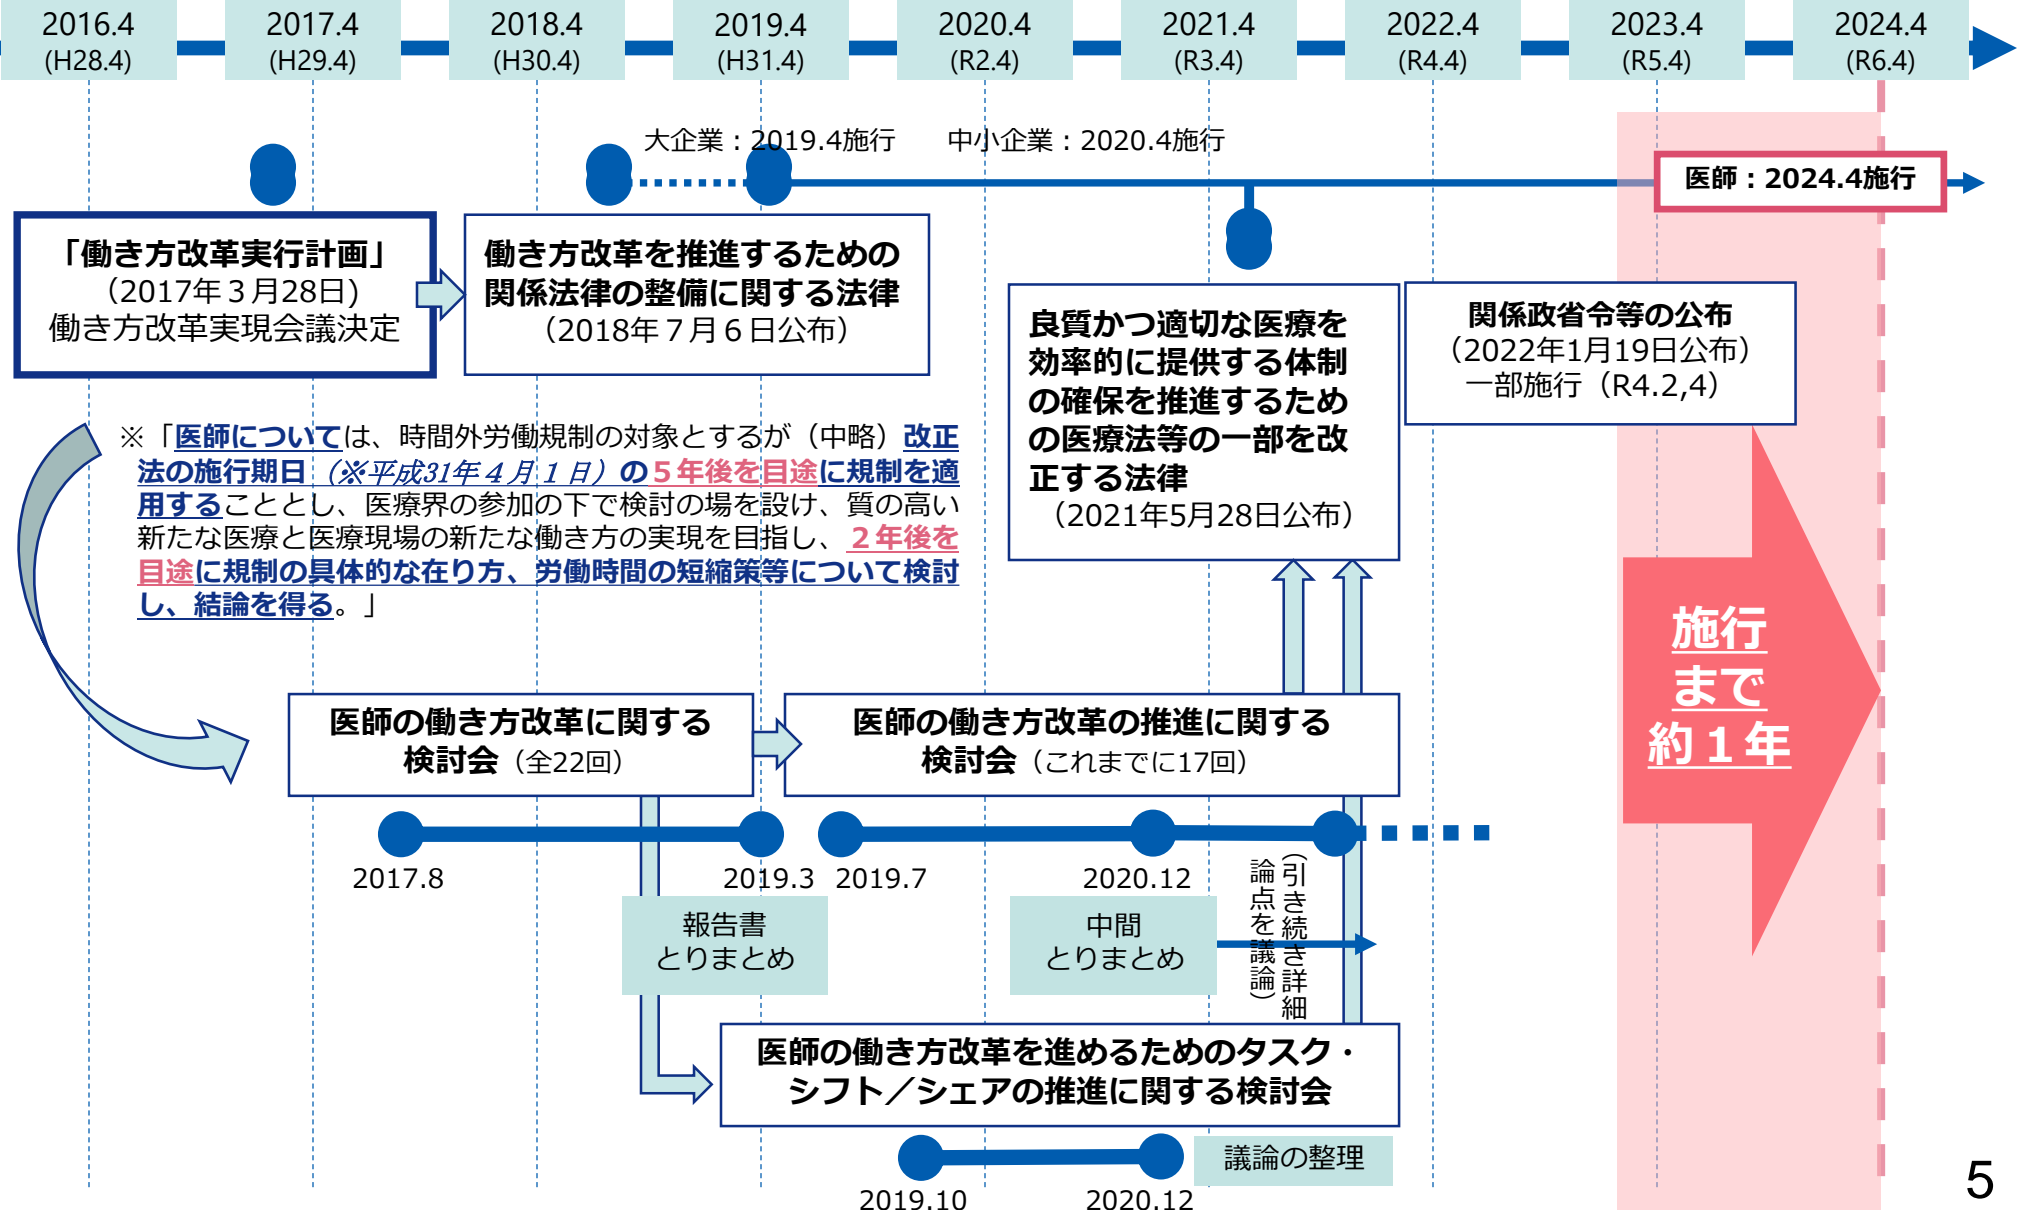 2016.4
(H28.4)
2017.4
(H29.4)
2018.4
(H30.4)
2019.4
(H31.4)
2020.4
(R2.4)
2021.4
(R3.4)
2022.4
(R4.4)
2023.4
(R5.4)
2024.4
(R6.4)
大企業：2019.4施行　　中小企業：2020.4施行
医師：2024.4施行
「働き方改革実行計画」
（2017年３月28日)
働き方改革実現会議決定
働き方改革を推進するための
関係法律の整備に関する法律
（2018年７月６日公布）
良質かつ適切な医療を
効率的に提供する体制
の確保を推進するため
の医療法等の一部を改
正する法律
（2021年5月28日公布）
関係政省令等の公布
（2022年1月19日公布）
一部施行（R4.2,4）
※「医師については、時間外労働規制の対象とするが（中略）改正
法の施行期日（※平成31年４月１日）の５年後を目途に規制を適
用することとし、医療界の参加の下で検討の場を設け、質の高い
新たな医療と医療現場の新たな働き方の実現を目指し、２年後を
目途に規制の具体的な在り方、労働時間の短縮策等について検討
し、結論を得る。」
施行
まで
約１年
医師の働き方改革に関する
検討会（全22回）
医師の働き方改革の推進に関する
検討会（これまでに17回）
2017.8
2019.3
2019.7
2020.12
報告書
とりまとめ
中間
とりまとめ
（引き続き詳細
論点を議論）
医師の働き方改革を進めるためのタスク・
シフト／シェアの推進に関する検討会
議論の整理
2019.10
2020.12
5